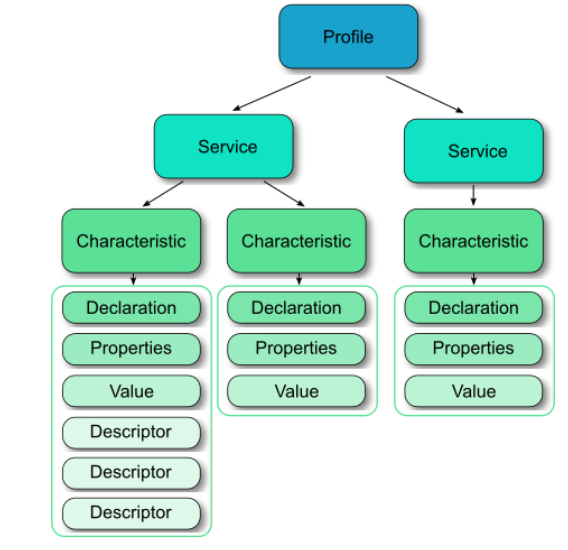 Profile
Service
Service
Characteristic
Characteristic
Characteristic
Declaration
Properties
Value
Descriptor
Descriptor
Descriptor
Declaration
Properties
Value
Declaration
Properties
Value